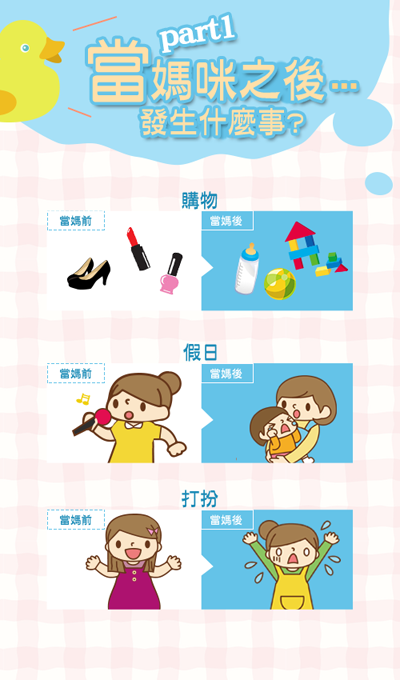 part1
當媽咪之後...
發生什麼事?
購物
當媽前
當媽後
假日
當媽前
當媽後
打扮
當媽前
當媽後